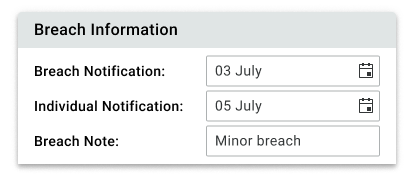 Breach Information
Breach Notification: 03 July
Individual Notification: 05 July
Breach Note: Minor breach